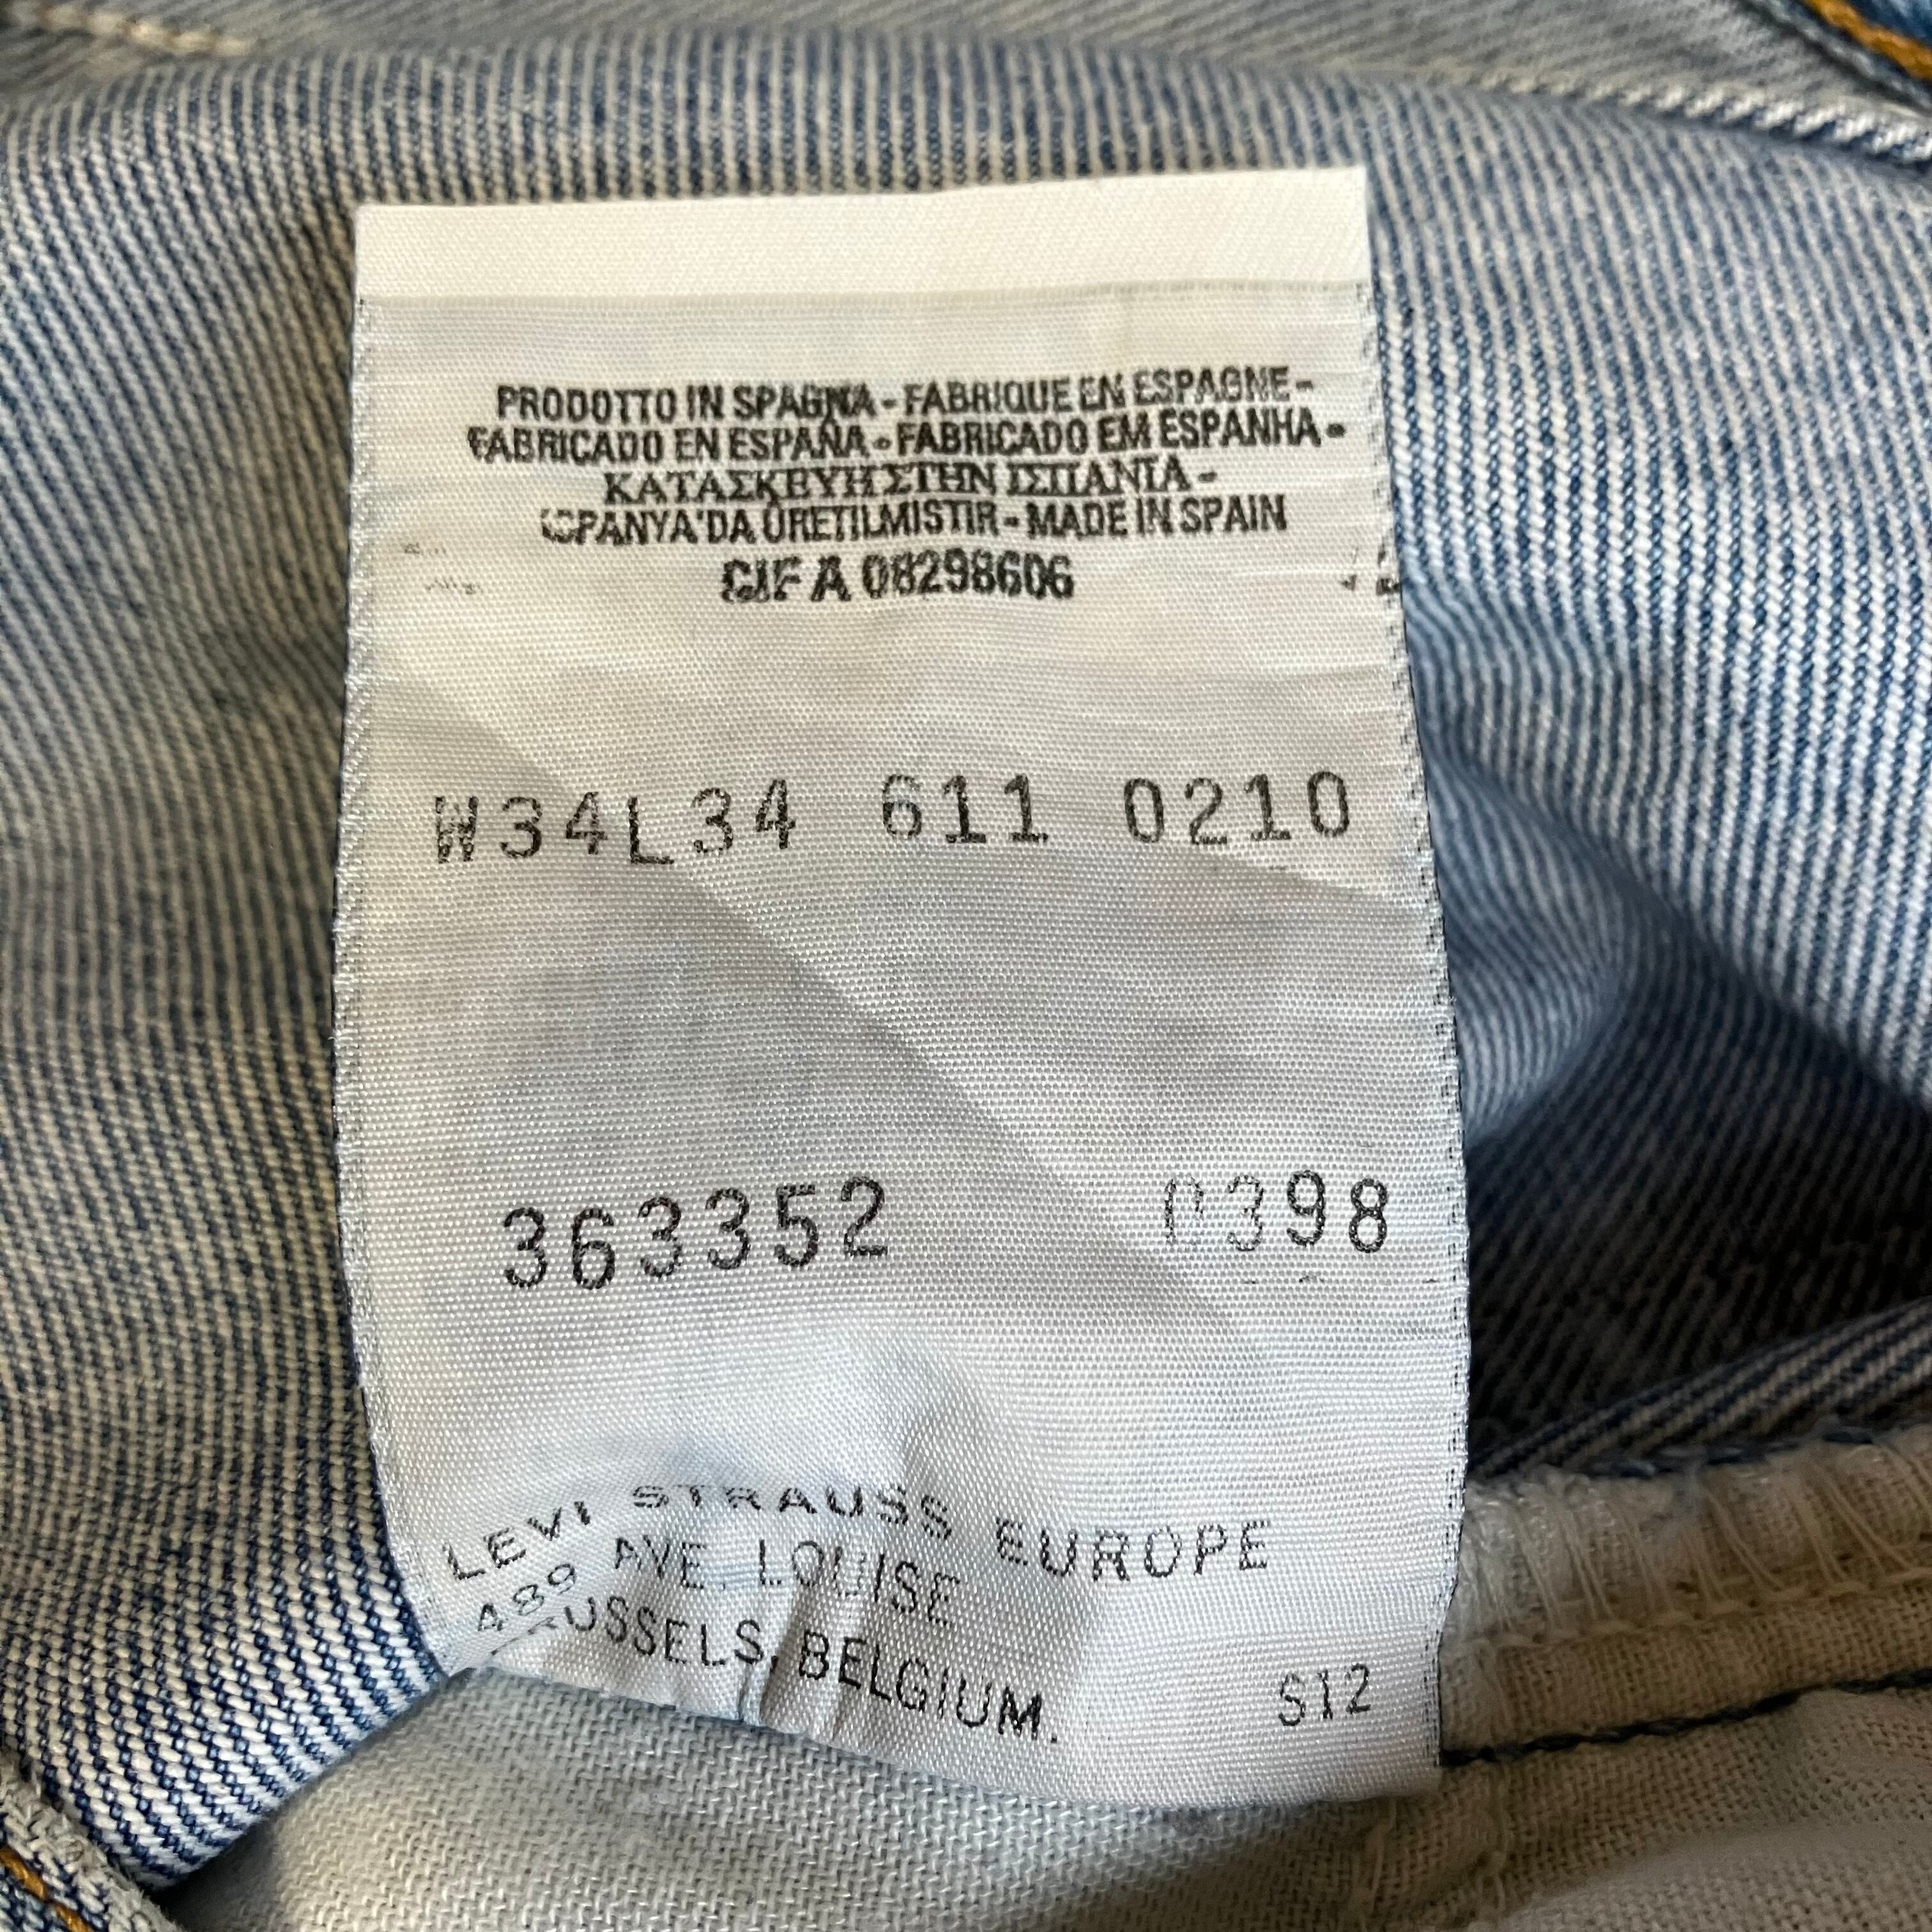 PRODOTTO IN SPAGNA - FABRIQUE EN ESPAGNE -
FABRICADO EN ESPAÑA - FABRICADO EM ESPANHA -
ΚΑΤΑΣΚΕΥΗ ΣΤΗΝ ΙΣΠΑΝΙΑ -
ISPANYA'DA ÜRETILMISTIR - MADE IN SPAIN
CIF A 08298606
W34L34 611 0210
363352 0398
LEVI STRAUSS EUROPE
489 AVE. LOUISE
BRUSSELS, BELGIUM.
S12